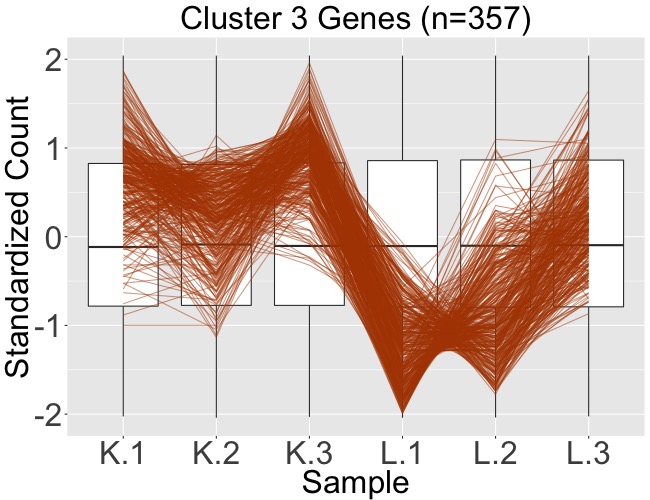 Cluster 3 Genes (n=357)
Standardized Count
2
1
0
-1
-2
K.1 K.2 K.3 L.1 L.2 L.3
Sample